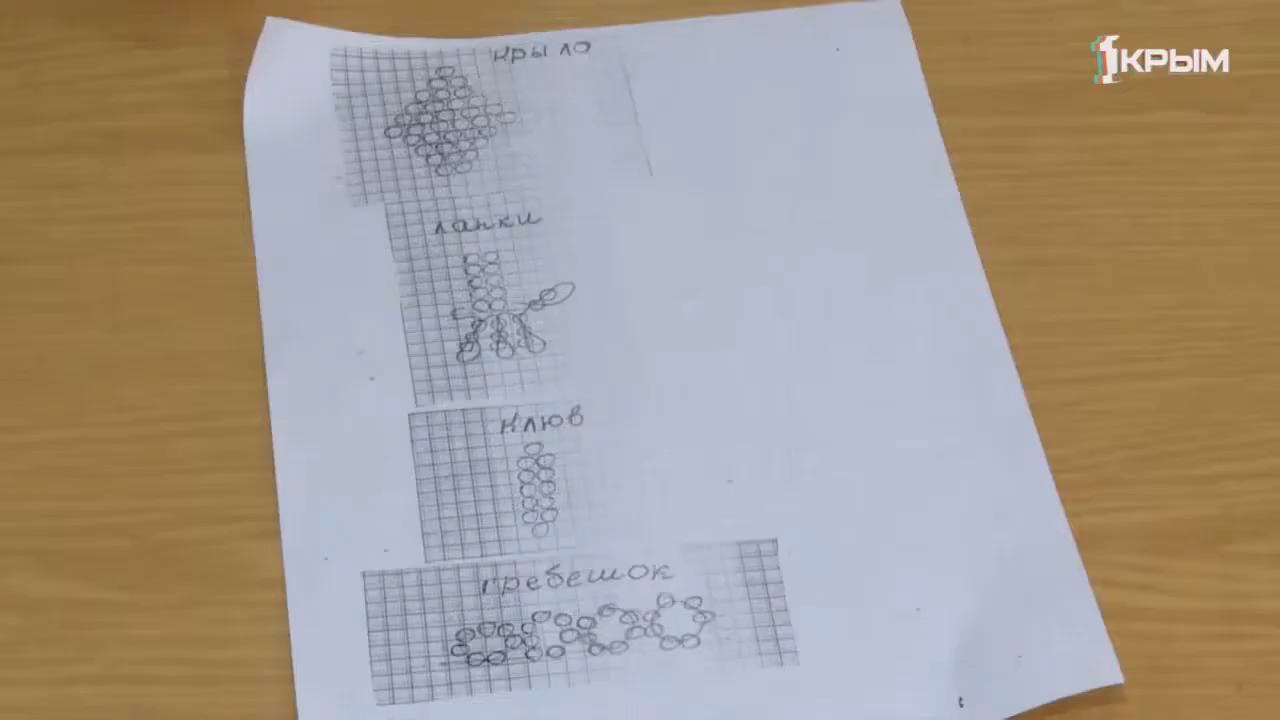 1КРЫМ
крыло
лапки
клюв
гребешок